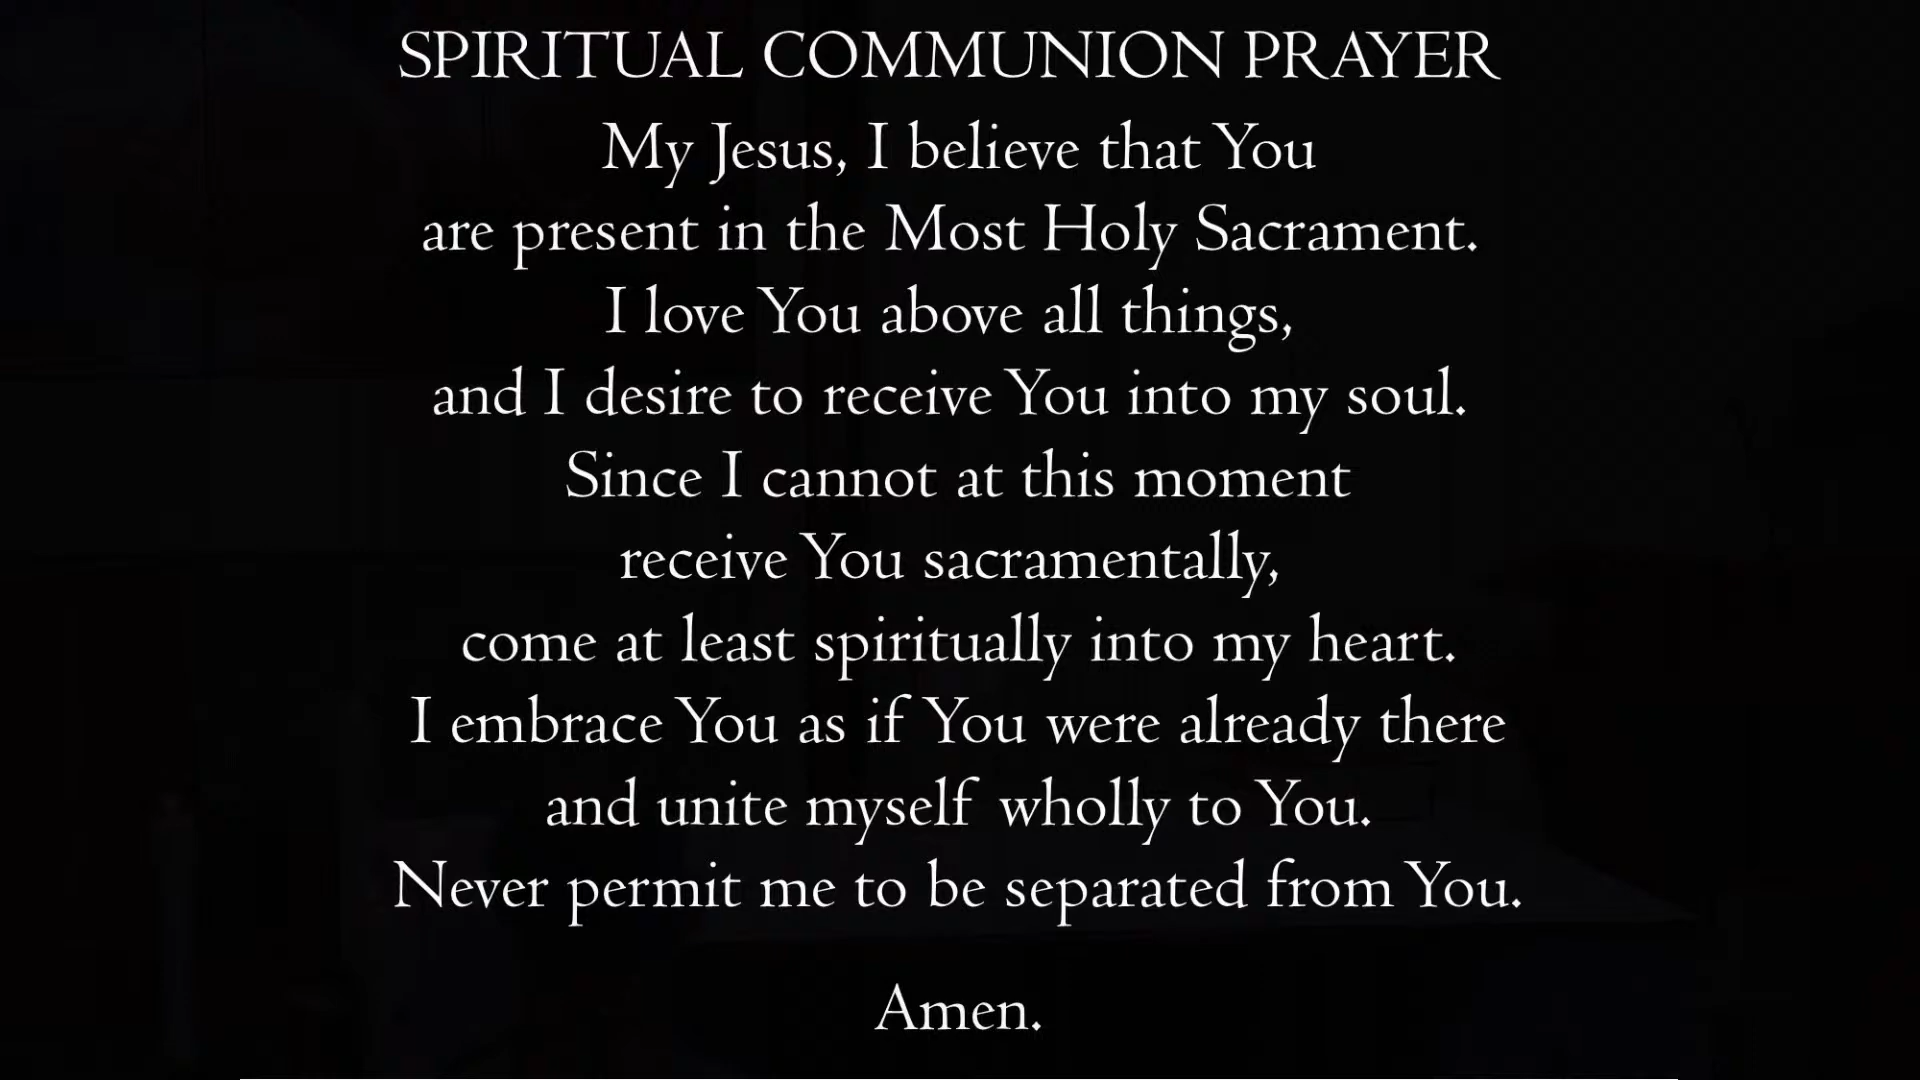 SPIRITUAL COMMUNION PRAYER
My Jesus, I believe that You
are present in the Most Holy Sacrament.
I love You above all things,
and I desire to receive You into my soul.
Since I cannot at this moment
receive You sacramentally,
come at least spiritually into my heart.
I embrace You as if You were already there
and unite myself wholly to You.
Never permit me to be separated from You.
Amen.